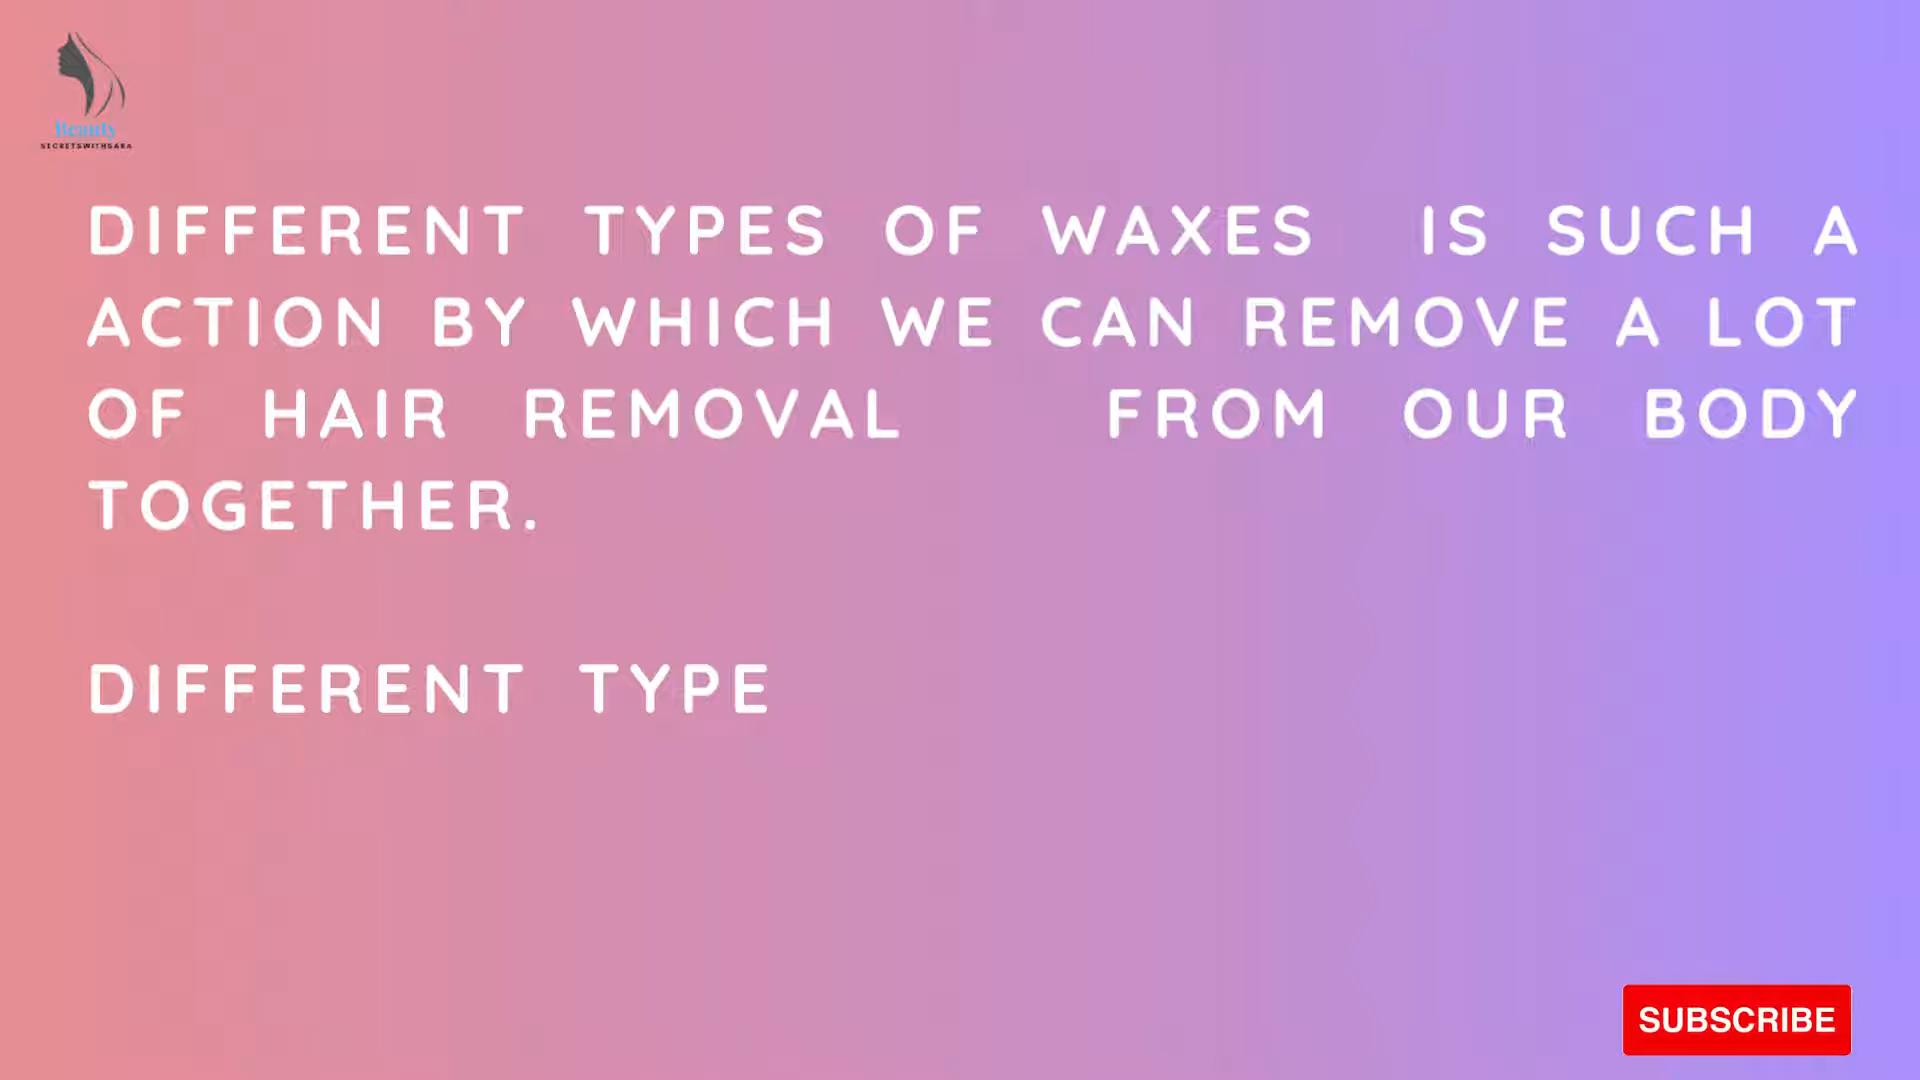 Beauty
SECRETSWITHSARA
DIFFERENT TYPES OF WAXES IS SUCH A
ACTION BY WHICH WE CAN REMOVE A LOT
OF HAIR REMOVAL FROM OUR BODY
TOGETHER.
DIFFERENT TYPE
SUBSCRIBE